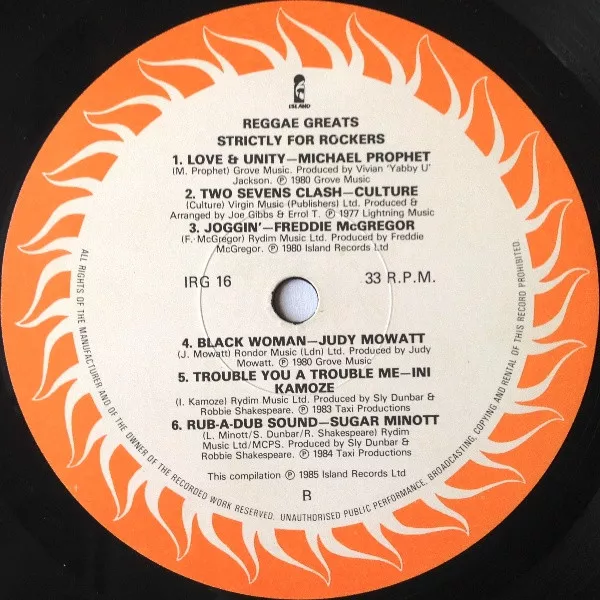 ISLAND
REGGAE GREATS
STRICTLY FOR ROCKERS
1. LOVE & UNITY—MICHAEL PROPHET
(M. Prophet) Grove Music. Produced by Vivian 'Yabby U'
Jackson. Ⓟ 1980 Grove Music
2. TWO SEVENS CLASH—CULTURE
(Culture) Virgin Music (Publishers) Ltd. Produced &
Arranged by Joe Gibbs & Errol T. Ⓟ 1977 Lightning Music
3. JOGGIN'—FREDDIE McGREGOR
(F. McGregor) Rydim Music Ltd. Produced by Freddie
McGregor. Ⓟ 1980 Island Records Ltd
IRG 16 33 R.P.M.
4. BLACK WOMAN—JUDY MOWATT
(J. Mowatt) Rondor Music (Ldn) Ltd. Produced by Judy
Mowatt. Ⓟ 1980 Grove Music
5. TROUBLE YOU A TROUBLE ME—INI
KAMOZE
(I. Kamoze) Rydim Music Ltd. Produced by Sly Dunbar &
Robbie Shakespeare. Ⓟ 1983 Taxi Productions
6. RUB-A-DUB SOUND—SUGAR MINOTT
(L. Minott/S. Dunbar/R. Shakespeare) Rydim
Music Ltd/MCPS. Produced by Sly Dunbar &
Robbie Shakespeare. Ⓟ 1984 Taxi Productions
This compilation Ⓟ 1985 Island Records Ltd
B
ALL RIGHTS OF THE MANUFACTURER AND OF THE OWNER OF THE RECORDED WORK RESERVED. UNAUTHORISED PUBLIC PERFORMANCE, BROADCASTING, COPYING AND RENTAL OF THIS RECORD PROHIBITED.